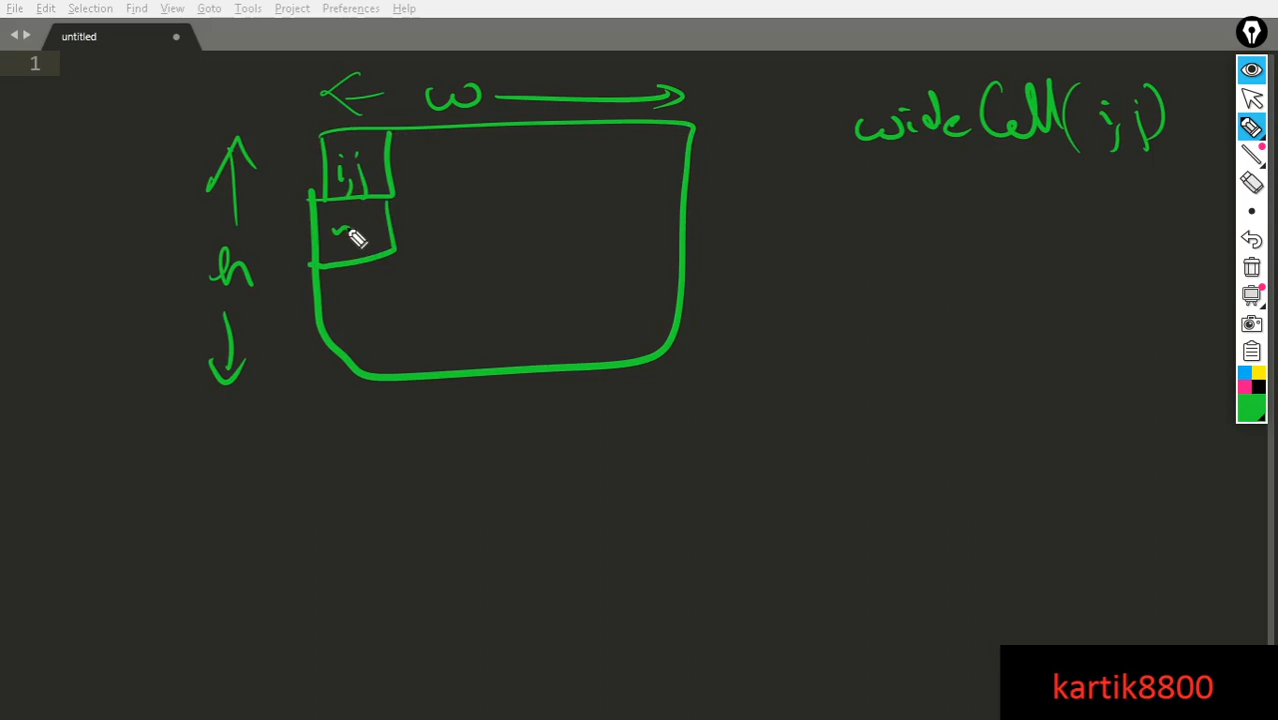 File Edit Selection Find View Goto Tools Project Preferences Help
untitled
1
w
wideCell(i,j)
i,j
h
kartik8800